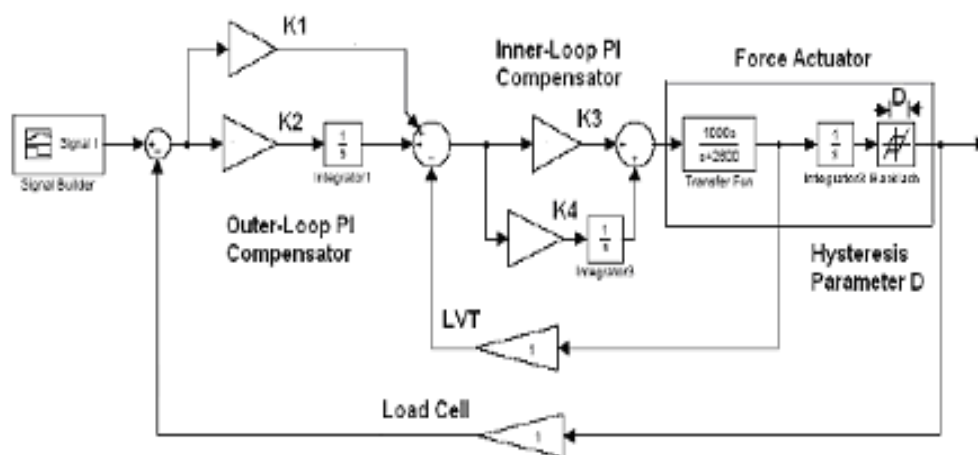 K1
Inner-Loop PI
Compensator
Force Actuator
D
Signal 1
K2
K3
1000s
s+2600
1
s
1
s
Signal Builder
Integrator1
Transfer Fcn
Backlash
Outer-Loop PI
Compensator
K4
1
s
Hysteresis
Parameter D
LVT
1
Load Cell
1